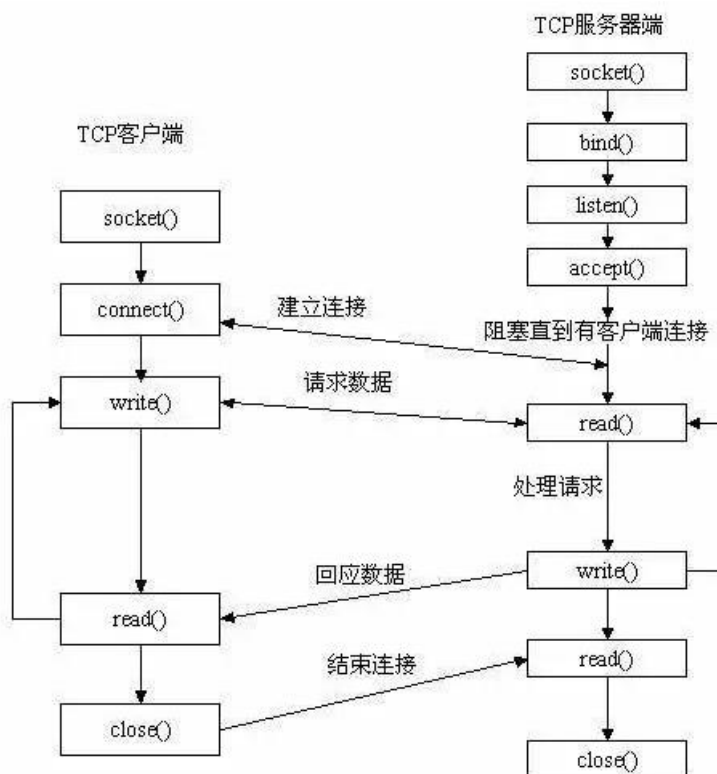 TCP服务器端
socket()
bind()
TCP客户端
listen()
socket()
accept()
connect()
建立连接
阻塞直到有客户端连接
请求数据
write()
read()
处理请求
回应数据
write()
read()
结束连接
read()
close()
close()